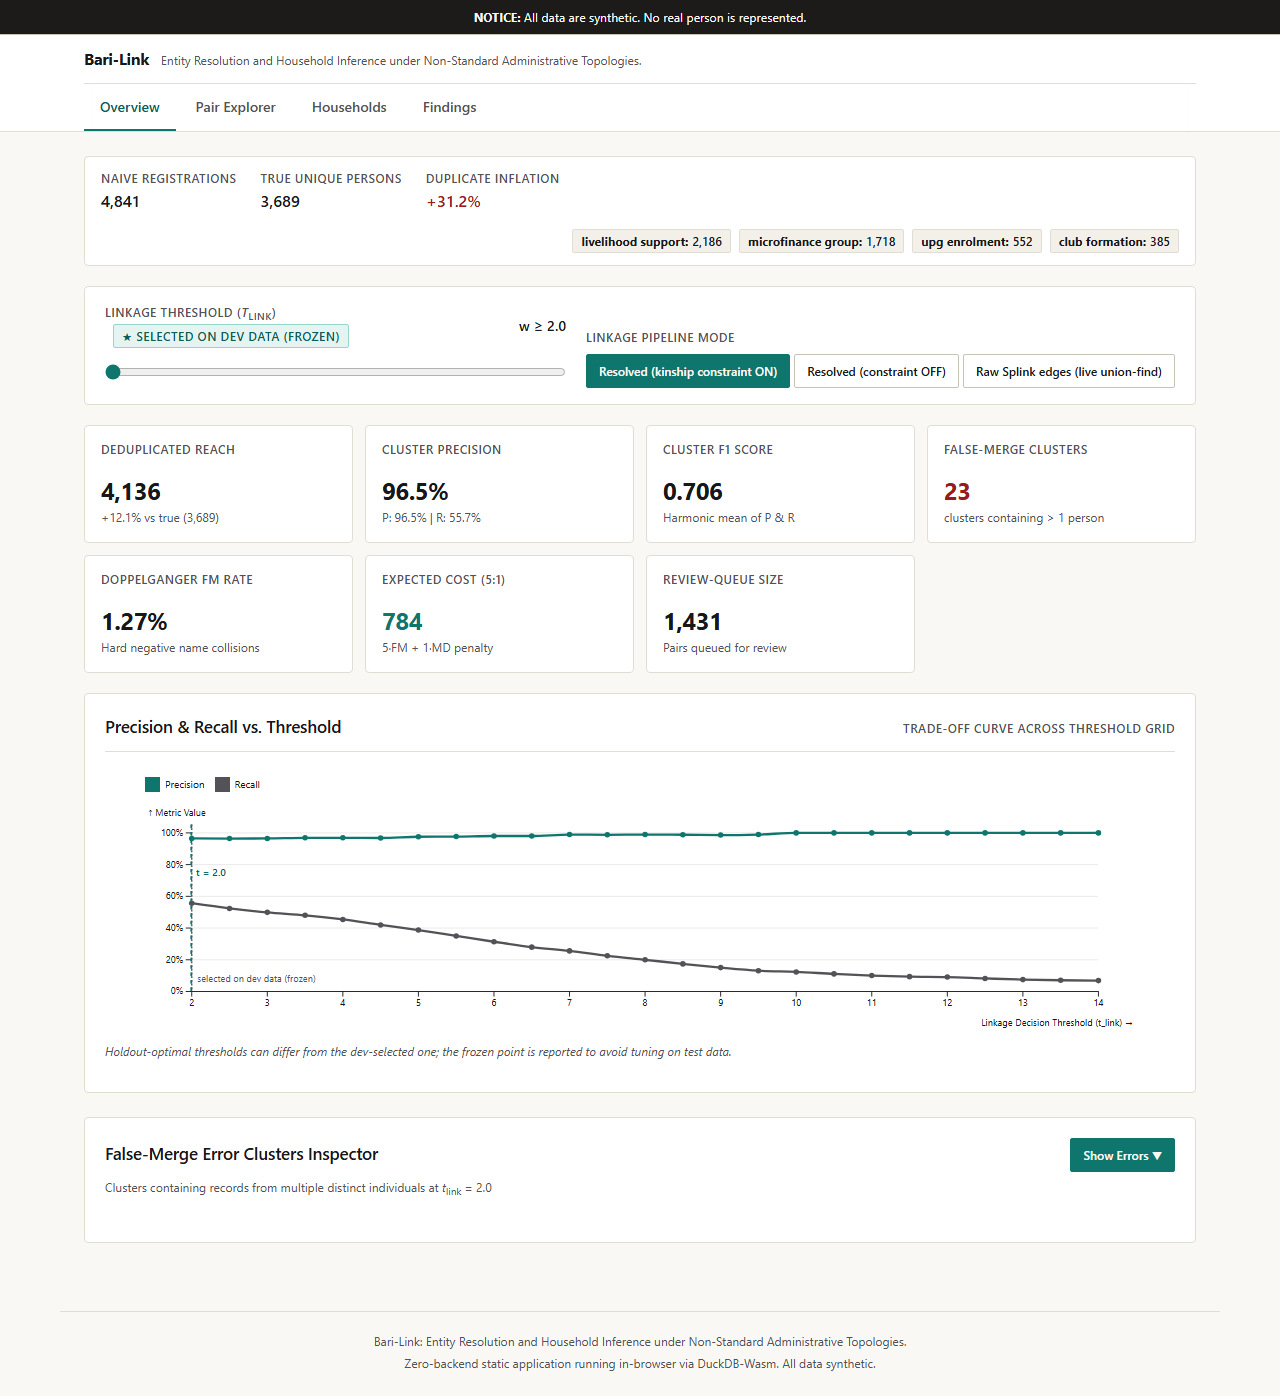 NOTICE: All data are synthetic. No real person is represented.
Bari-Link Entity Resolution and Household Inference under Non-Standard Administrative Topologies.
Overview Pair Explorer Households Findings
NAIVE REGISTRATIONS TRUE UNIQUE PERSONS DUPLICATE INFLATION
4,841 3,689 +31.2%
livelihood support: 2,186 microfinance group: 1,718 upg enrolment: 552 club formation: 385
LINKAGE THRESHOLD (TLINK)
★ SELECTED ON DEV DATA (FROZEN)
w ≥ 2.0
LINKAGE PIPELINE MODE
Resolved (kinship constraint ON) Resolved (constraint OFF) Raw Splink edges (live union-find)
DEDUPLICATED REACH
4,136
+12.1% vs true (3,689)
CLUSTER PRECISION
96.5%
P: 96.5% | R: 55.7%
CLUSTER F1 SCORE
0.706
Harmonic mean of P & R
FALSE-MERGE CLUSTERS
23
clusters containing > 1 person
DOPPELGANGER FM RATE
1.27%
Hard negative name collisions
EXPECTED COST (5:1)
784
5·FM + 1·MD penalty
REVIEW-QUEUE SIZE
1,431
Pairs queued for review
Precision & Recall vs. Threshold
TRADE-OFF CURVE ACROSS THRESHOLD GRID
Precision Recall
↑ Metric Value
100%
80%
t = 2.0
60%
40%
20%
selected on dev data (frozen)
0%
2 3 4 5 6 7 8 9 10 11 12 13 14
Linkage Decision Threshold (t_link) →
Holdout-optimal thresholds can differ from the dev-selected one; the frozen point is reported to avoid tuning on test data.
False-Merge Error Clusters Inspector
Show Errors ▼
Clusters containing records from multiple distinct individuals at tlink = 2.0
Bari-Link: Entity Resolution and Household Inference under Non-Standard Administrative Topologies.
Zero-backend static application running in-browser via DuckDB-Wasm. All data synthetic.